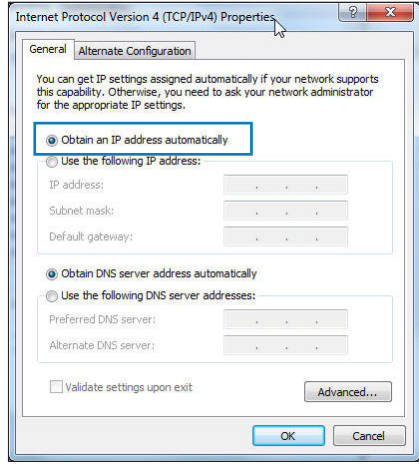 Internet Protocol Version 4 (TCP/IPv4) Properties
General
Alternate Configuration
You can get IP settings assigned automatically if your network supports
this capability. Otherwise, you need to ask your network administrator
for the appropriate IP settings.
Obtain an IP address automatically
Use the following IP address:
IP address:
Subnet mask:
Default gateway:
Obtain DNS server address automatically
Use the following DNS server addresses:
Preferred DNS server:
Alternate DNS server:
Validate settings upon exit
Advanced...
OK
Cancel